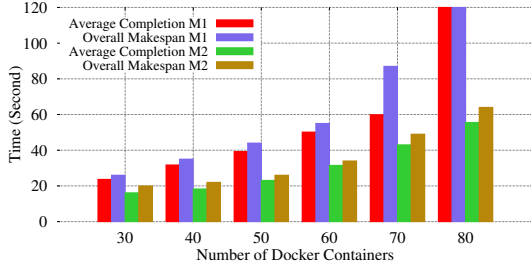 120
100
80
60
40
20
0
Time (Second)
Average Completion M1
Overall Makespan M1
Average Completion M2
Overall Makespan M2
30 40 50 60 70 80
Number of Docker Containers